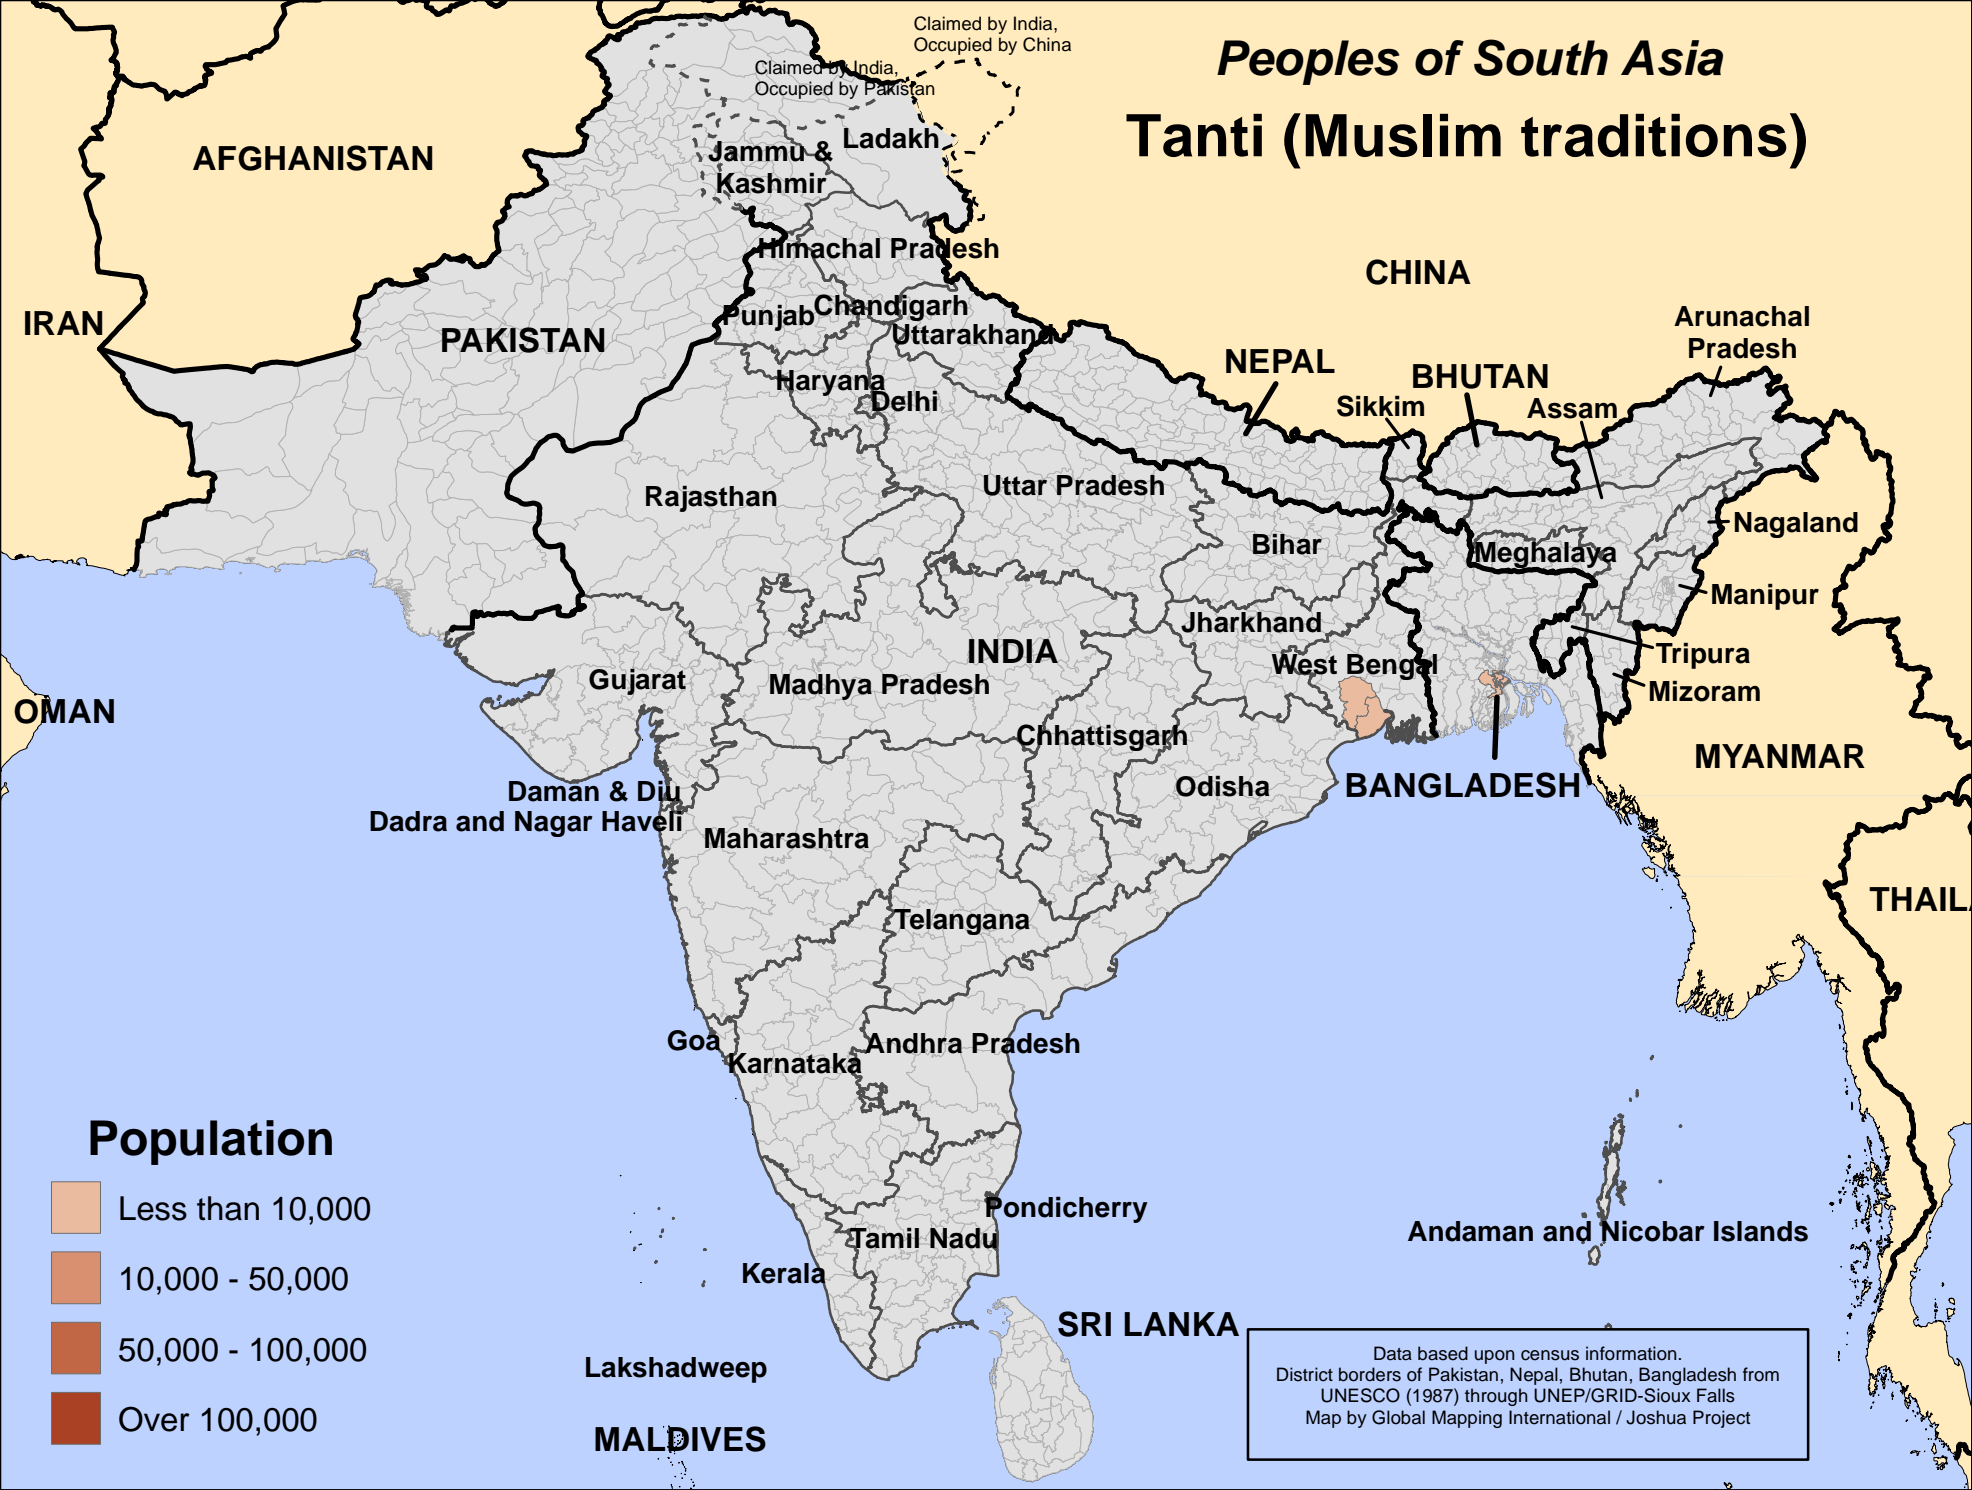 Claimed by India,
Occupied by China
Peoples of South Asia
Claimed by India,
Occupied by Pakistan
Tanti (Muslim traditions)
Ladakh
Jammu &
Kashmir
AFGHANISTAN
Himachal Pradesh
CHINA
Chandigarh
Punjab
Arunachal
Pradesh
IRAN
Uttarakhand
PAKISTAN
NEPAL
BHUTAN
Haryana
Delhi
Sikkim
Assam
Uttar Pradesh
Rajasthan
Nagaland
Bihar
Meghalaya
Manipur
Jharkhand
INDIA
Tripura
West Bengal
Gujarat
Madhya Pradesh
Mizoram
OMAN
Chhattisgarh
MYANMAR
BANGLADESH
Odisha
Daman & Diu
Dadra and Nagar Haveli
Maharashtra
THAIL
Telangana
Goa
Andhra Pradesh
Karnataka
Population
Less than 10,000
Pondicherry
Andaman and Nicobar Islands
Tamil Nadu
Kerala
10,000 - 50,000
SRI LANKA
50,000 - 100,000
Lakshadweep
Over 100,000
MALDIVES
Data based upon census information.
District borders of Pakistan, Nepal, Bhutan, Bangladesh from
UNESCO (1987) through UNEP/GRID-Sioux Falls
Map by Global Mapping International / Joshua Project